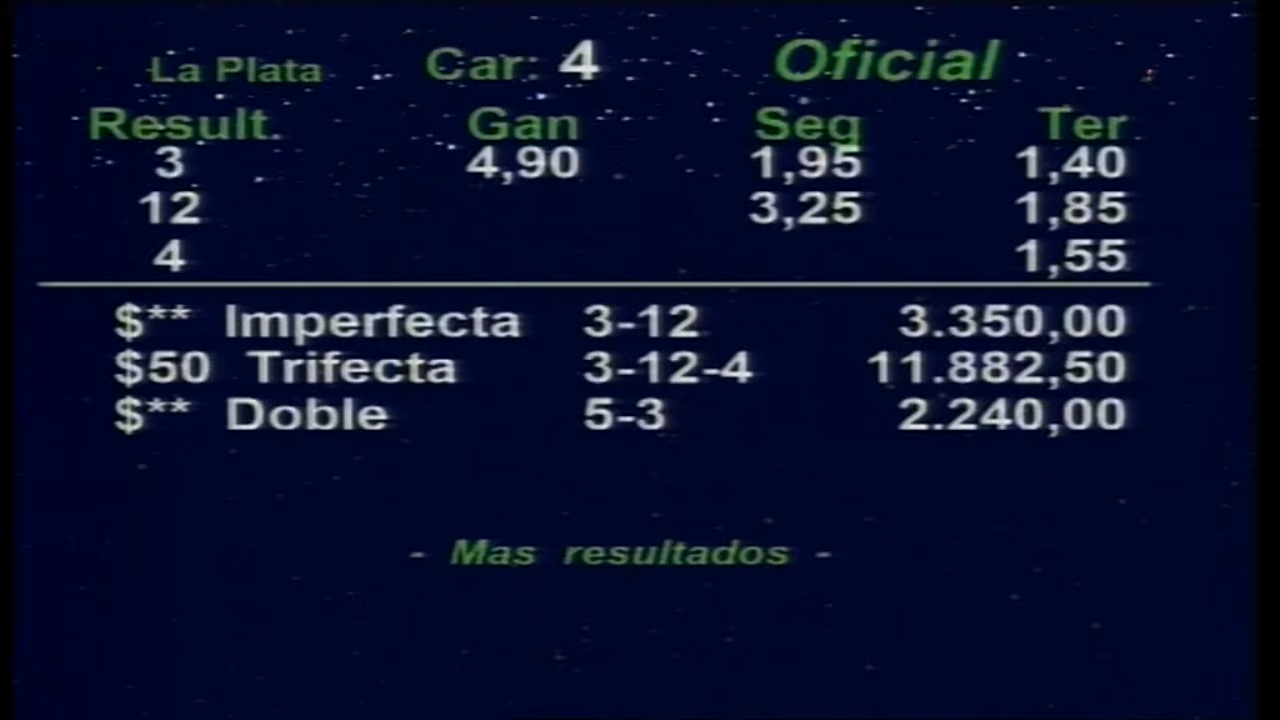 La Plata Car: 4 Oficial
Result. Gan Seg Ter.
3 4,90 1,95 1,40
12 3,25 1,85
4 1,55
$** Imperfecta 3-12 3.350,00
$50 Trifecta 3-12-4 11.882,50
$** Doble 5-3 2.240,00
- Mas resultados -